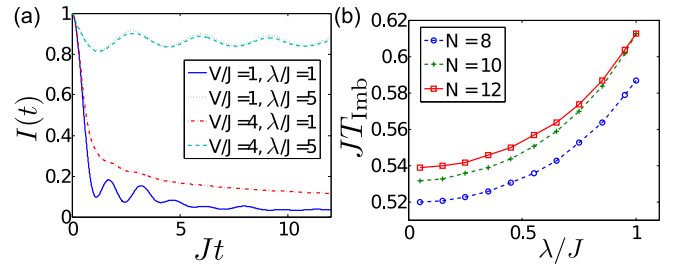 (a)
I(t)
1
0.8
0.6
0.4
0.2
0
0
5
10
Jt
V/J=1, λ/J=1
V/J=1, λ/J=5
V/J=4, λ/J=1
V/J=4, λ/J=5
(b)
JT_Imb
0.6
0.58
0.56
0.54
0.52
0
0.5
1
λ/J
N = 8
N = 10
N = 12